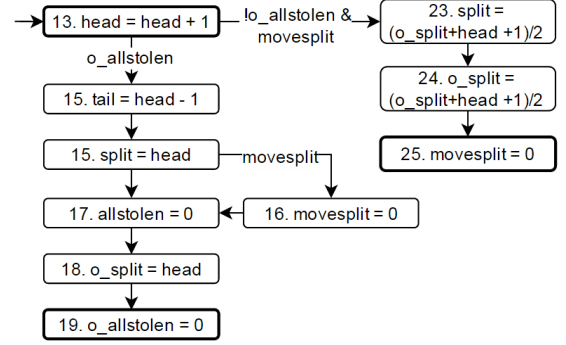 13. head = head + 1
!o_allstolen &
movesplit
23. split =
(o_split+head +1)/2
o_allstolen
24. o_split =
(o_split+head +1)/2
15. tail = head - 1
25. movesplit = 0
15. split = head
movesplit
17. allstolen = 0
16. movesplit = 0
18. o_split = head
19. o_allstolen = 0